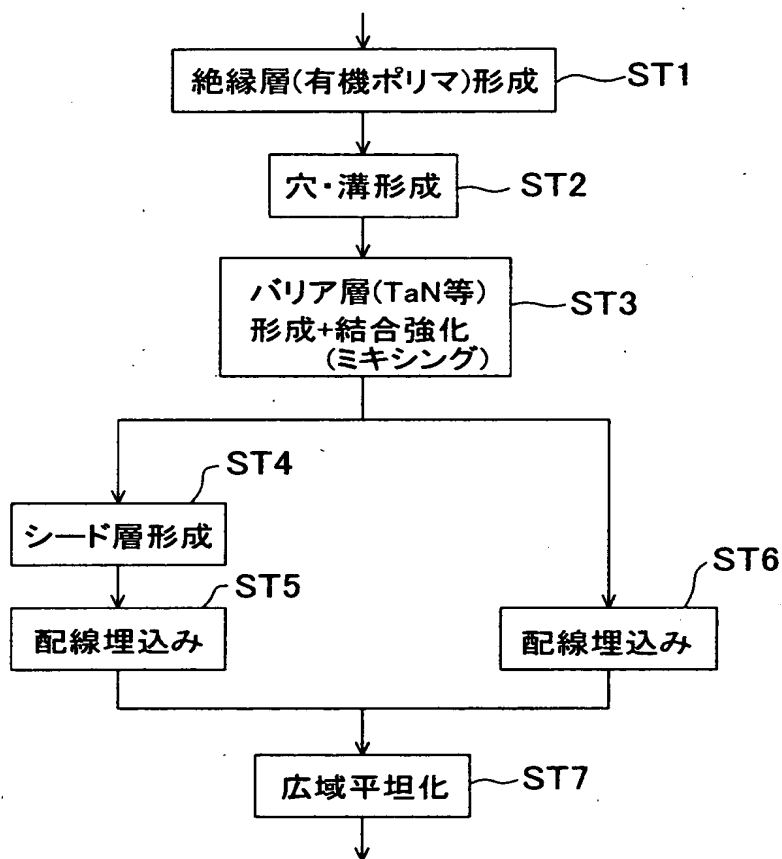 絶縁層(有機ポリマ)形成
ST1
穴・溝形成
ST2
バリア層(TaN等)
形成+結合強化
(ミキシング)
ST3
ST4
シード層形成
ST5
配線埋込み
ST6
配線埋込み
広域平坦化
ST7